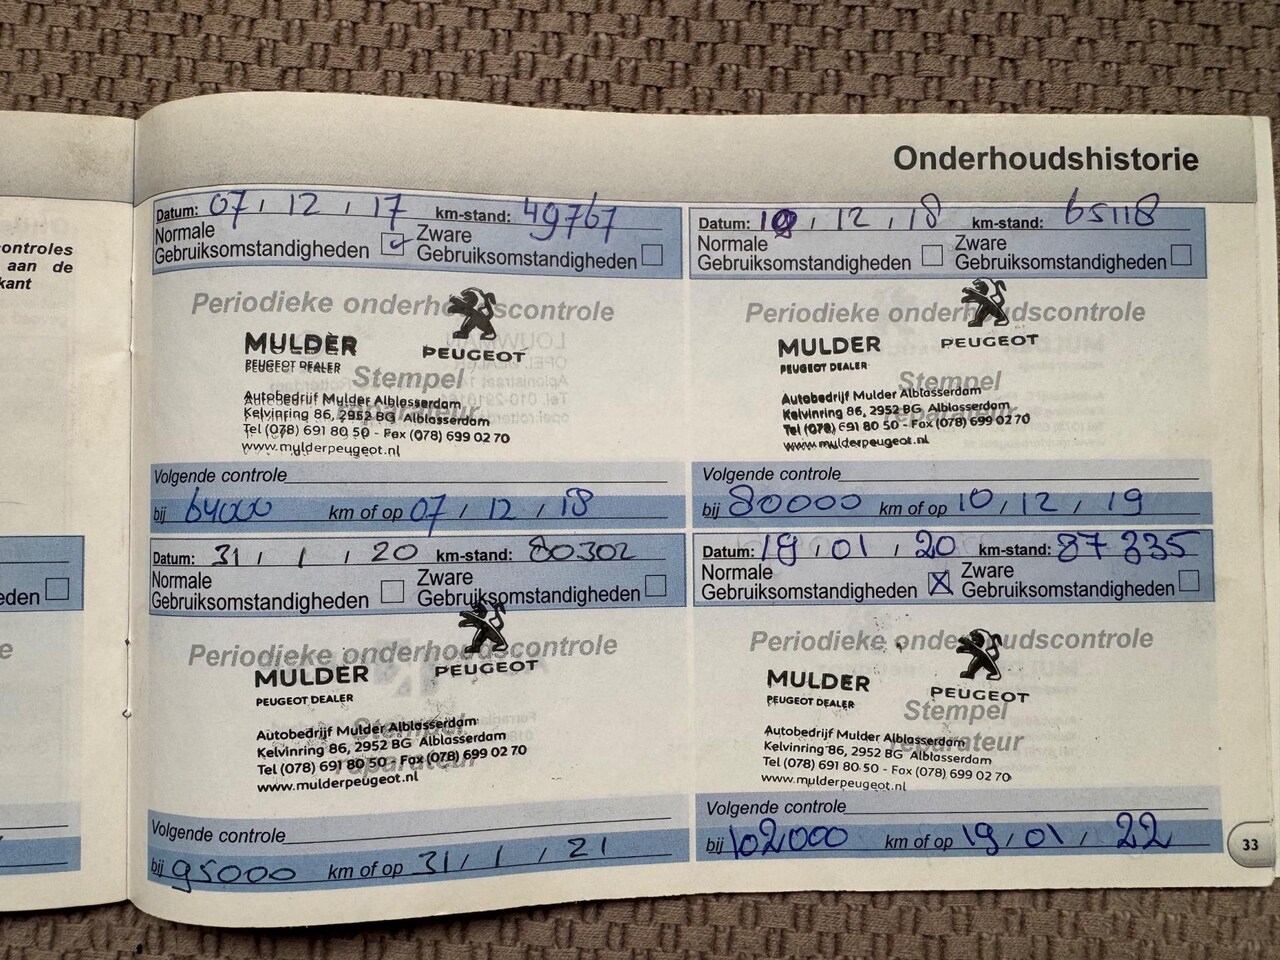 ontroles
aan de
kant
eden
e
Onderhoudshistorie
Datum: 07 / 12 / 17 km-stand: 49767
Normale
Gebruiksomstandigheden
Zware
Gebruiksomstandigheden
Periodieke onderhoudscontrole
MULDER
PEUGEOT DEALER
PEUGEOT
Stempel
reparateur
Autobedrijf Mulder Alblasserdam
Kelvinring 86, 2952 BG Alblasserdam
Tel (078) 691 80 50 - Fax (078) 699 02 70
www.mulderpeugeot.nl
Volgende controle
bij 64000 km of op 07 / 12 / 18
Datum: 10 / 12 / 18 km-stand: 65118
Normale
Gebruiksomstandigheden
Zware
Gebruiksomstandigheden
Periodieke onderhoudscontrole
MULDER
PEUGEOT DEALER
PEUGEOT
Stempel
reparateur
Autobedrijf Mulder Alblasserdam
Kelvinring 86, 2952 BG Alblasserdam
Tel (078) 691 80 50 - Fax (078) 699 02 70
www.mulderpeugeot.nl
Volgende controle
bij 80000 km of op 10 / 12 / 19
Datum: 31 / 1 / 20 km-stand: 80302
Normale
Gebruiksomstandigheden
Zware
Gebruiksomstandigheden
Periodieke onderhoudscontrole
MULDER
PEUGEOT DEALER
PEUGEOT
Stempel
reparateur
Autobedrijf Mulder Alblasserdam
Kelvinring 86, 2952 BG Alblasserdam
Tel (078) 691 80 50 - Fax (078) 699 02 70
www.mulderpeugeot.nl
Volgende controle
bij 95000 km of op 31 / 1 / 21
Datum: 19 / 01 / 20 km-stand: 87335
Normale
Gebruiksomstandigheden
Zware
Gebruiksomstandigheden
Periodieke onderhoudscontrole
MULDER
PEUGEOT DEALER
PEUGEOT
Stempel
reparateur
Autobedrijf Mulder Alblasserdam
Kelvinring 86, 2952 BG Alblasserdam
Tel (078) 691 80 50 - Fax (078) 699 02 70
www.mulderpeugeot.nl
Volgende controle
bij 102000 km of op 19 / 01 / 22
33